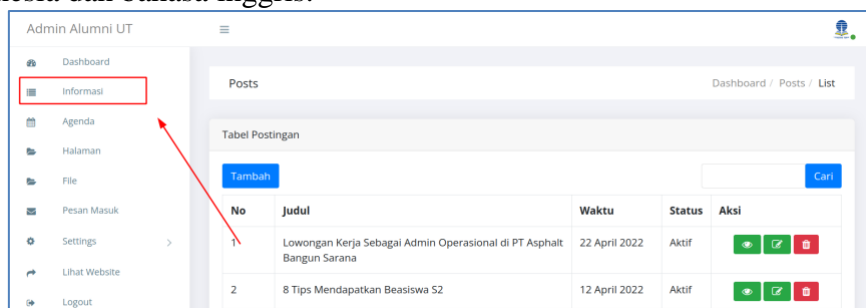 dan bahasa Inggris.
Admin Alumni UT
Dashboard
Informasi
Agenda
Halaman
File
Pesan Masuk
Settings
Lihat Website
Logout
Posts
Dashboard / Posts / List
Tabel Postingan
Tambah
Cari
No Judul Waktu Status Aksi
1 Lowongan Kerja Sebagai Admin Operasional di PT Asphalt Bangun Sarana 22 April 2022 Aktif
2 8 Tips Mendapatkan Beasiswa S2 12 April 2022 Aktif